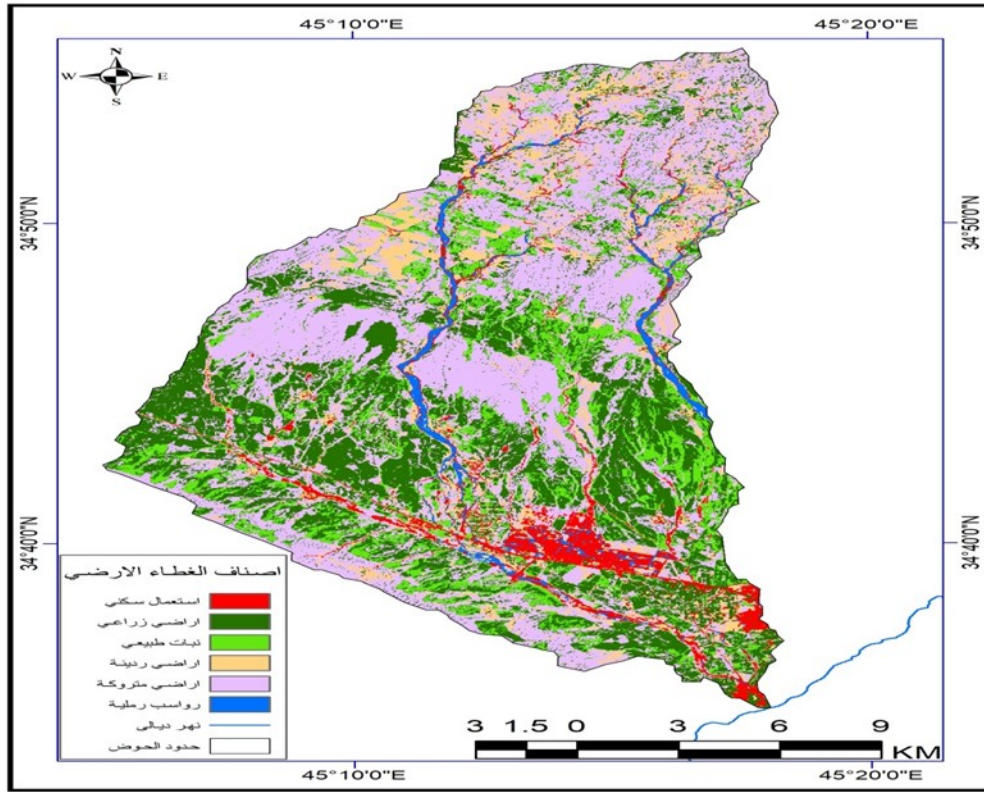 45°10'0"E 45°20'0"E
N
W E
S
34°50'0"N 34°50'0"N
34°40'0"N 34°40'0"N
اصناف الغطاء الارضي
استعمال سكني
اراضي زراعي
نبات طبيعي
اراضي رديئة
اراضي متروكة
رواسب رملية
نهر ديالى
حدود الحوض
3 1.5 0 3 6 9
KM
45°10'0"E 45°20'0"E